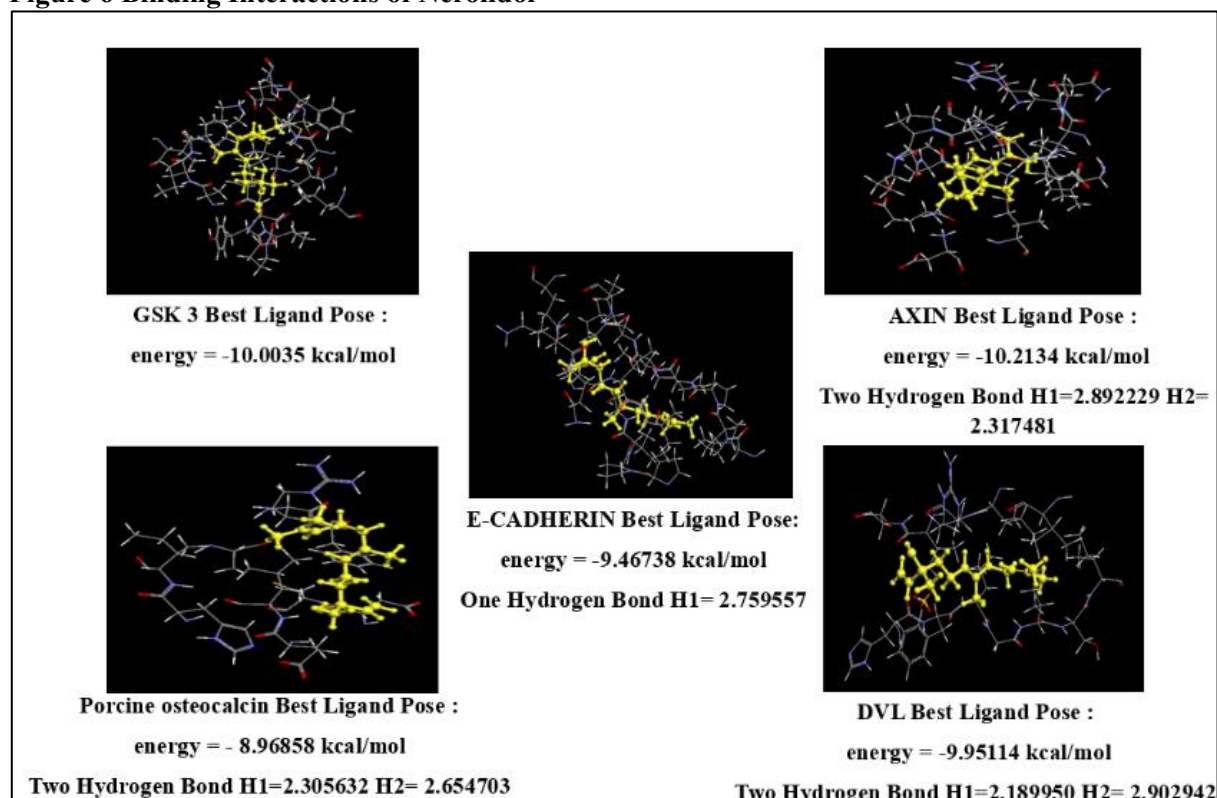 Figure 6 Binding Interactions of Nerolidol
GSK 3 Best Ligand Pose :
energy = -10.0035 kcal/mol
AXIN Best Ligand Pose :
energy = -10.2134 kcal/mol
Two Hydrogen Bond H1=2.892229 H2=
2.317481
E-CADHERIN Best Ligand Pose:
energy = -9.46738 kcal/mol
One Hydrogen Bond H1= 2.759557
Porcine osteocalcin Best Ligand Pose :
energy = - 8.96858 kcal/mol
Two Hydrogen Bond H1=2.305632 H2= 2.654703
DVL Best Ligand Pose :
energy = -9.95114 kcal/mol
Two Hydrogen Bond H1=2.189950 H2= 2.902942